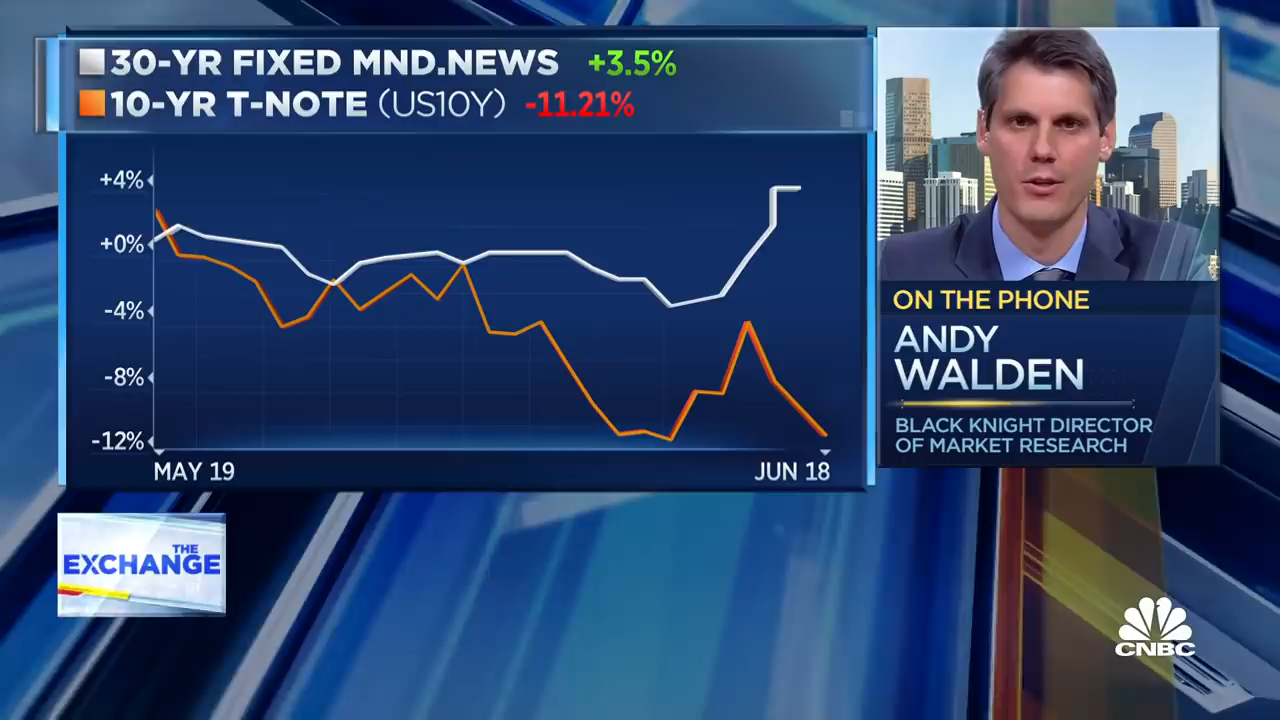 30-YR FIXED MND.NEWS +3.5%
10-YR T-NOTE (US10Y) -11.21%
+4%
+0%
-4%
-8%
-12%
MAY 19
JUN 18
ON THE PHONE
ANDY
WALDEN
BLACK KNIGHT DIRECTOR
OF MARKET RESEARCH
THE
EXCHANGE
CNBC